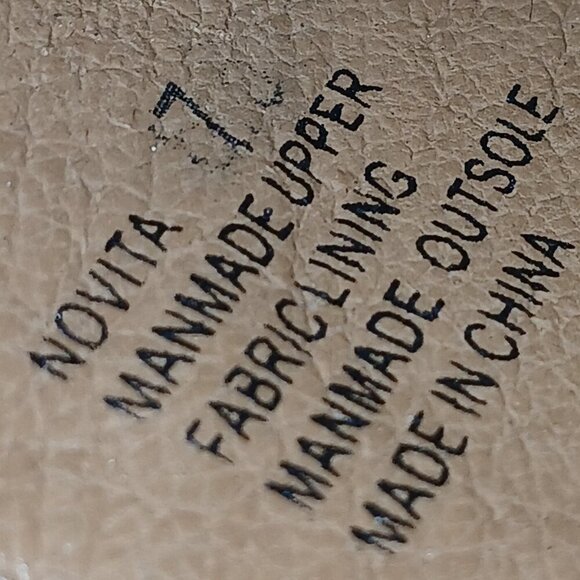 NOVITA 7
MANMADE UPPER
FABRIC LINING
MANMADE OUTSOLE
MADE IN CHINA